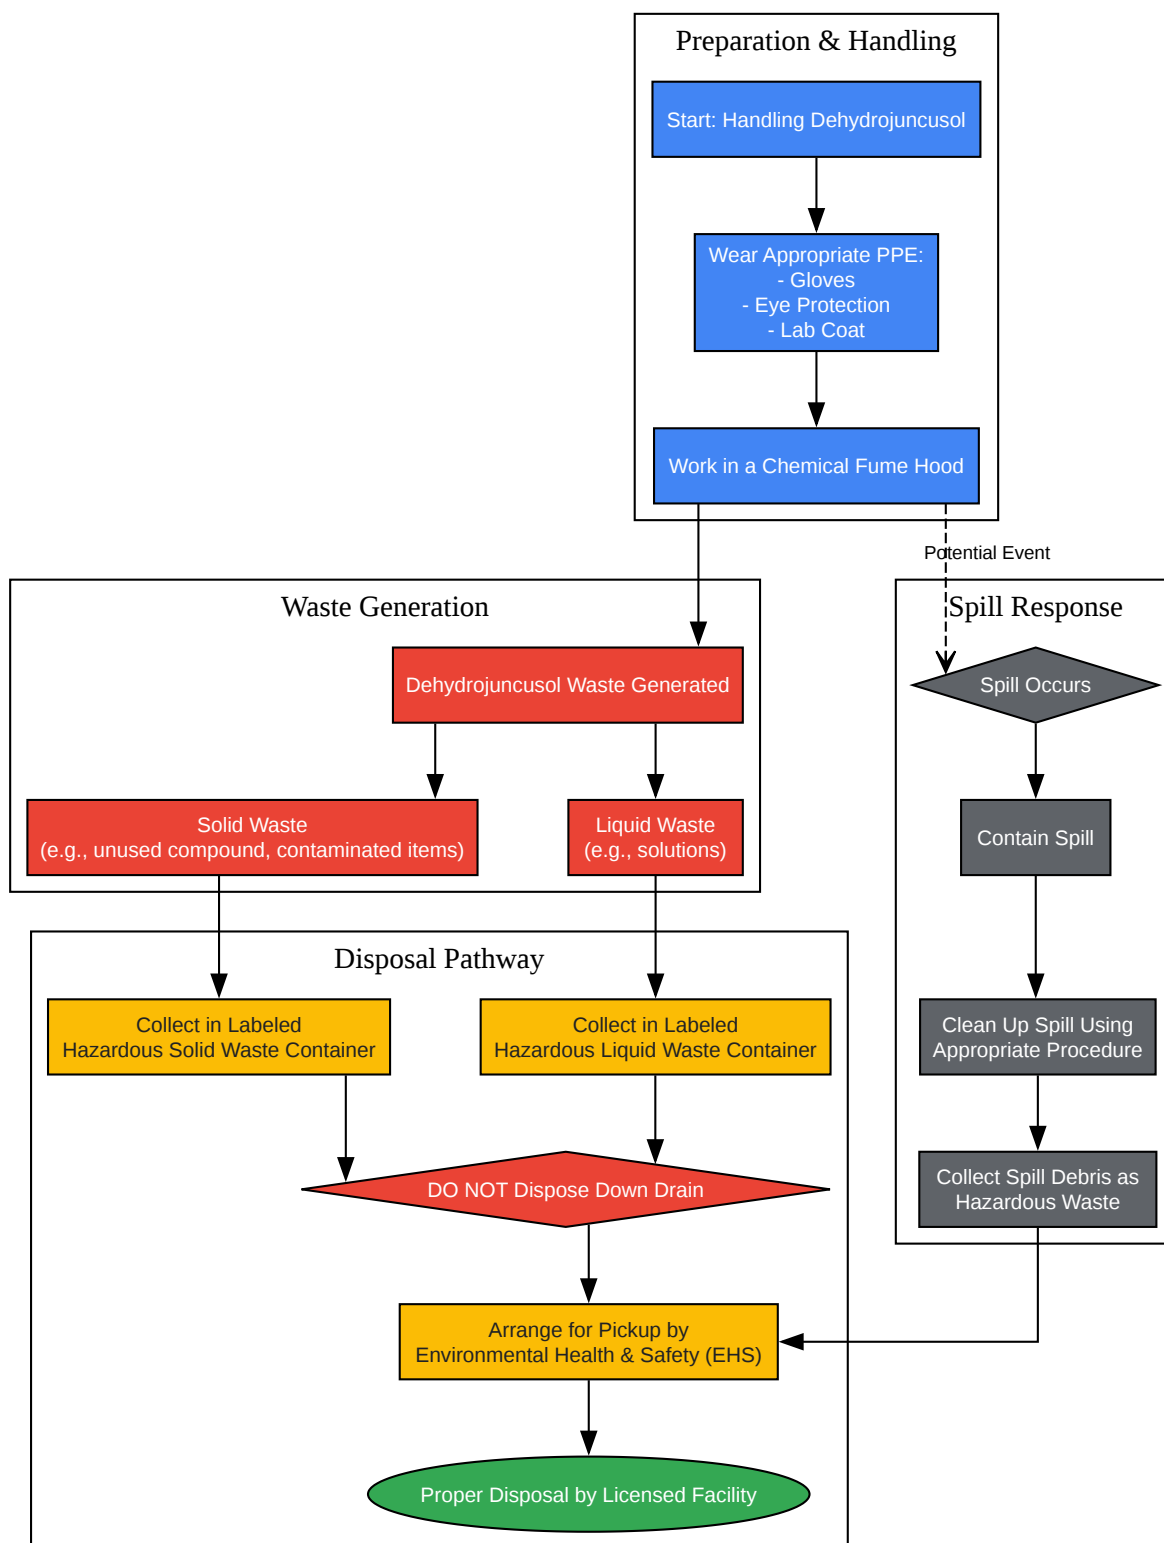 Preparation & Handling
Start: Handling Dehydrojuncusol
Wear Appropriate PPE:
- Gloves
- Eye Protection
- Lab Coat
Work in a Chemical Fume Hood
Potential Event
Waste Generation
Dehydrojuncusol Waste Generated
Solid Waste
(e.g., unused compound, contaminated items)
Liquid Waste
(e.g., solutions)
Spill Response
Spill Occurs
Contain Spill
Clean Up Spill Using
Appropriate Procedure
Collect Spill Debris as
Hazardous Waste
Disposal Pathway
Collect in Labeled
Hazardous Solid Waste Container
Collect in Labeled
Hazardous Liquid Waste Container
DO NOT Dispose Down Drain
Arrange for Pickup by
Environmental Health & Safety (EHS)
Proper Disposal by Licensed Facility